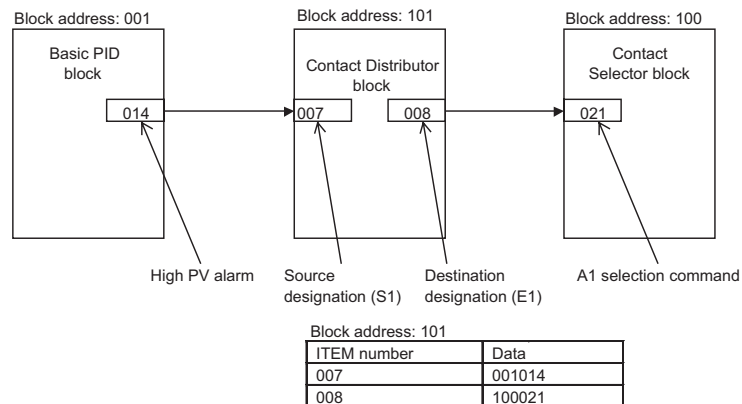 Block address: 001
Block address: 101
Block address: 100
Basic PID
block
Contact Distributor
block
Contact
Selector block
014
007
008
021
High PV alarm
Source
designation (S1)
Destination
designation (E1)
A1 selection command
Block address: 101
ITEM number Data
007 001014
008 100021